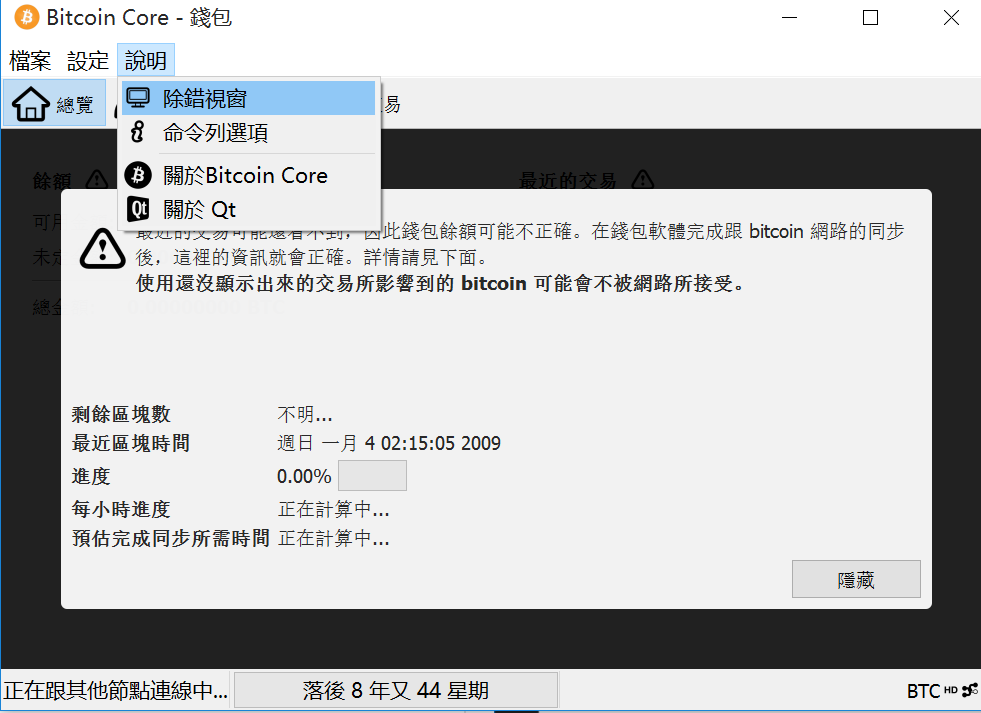 Bitcoin Core - 錢包
檔案 設定 說明
總覽 易
除錯視窗
命令列選項
關於Bitcoin Core
關於 Qt
餘額 最近的交易
最近的交易可能還看不到，因此錢包餘額可能不正確。在錢包軟體完成跟 bitcoin 網路的同步
後，這裡的資訊就會正確。詳情請見下面。
使用還沒顯示出來的交易所影響到的 bitcoin 可能會不被網路所接受。
剩餘區塊數 不明...
最近區塊時間 週日 一月 4 02:15:05 2009
進度 0.00%
每小時進度 正在計算中...
預估完成同步所需時間 正在計算中...
隱藏
正在跟其他節點連線中... 落後 8 年又 44 星期 BTC HD